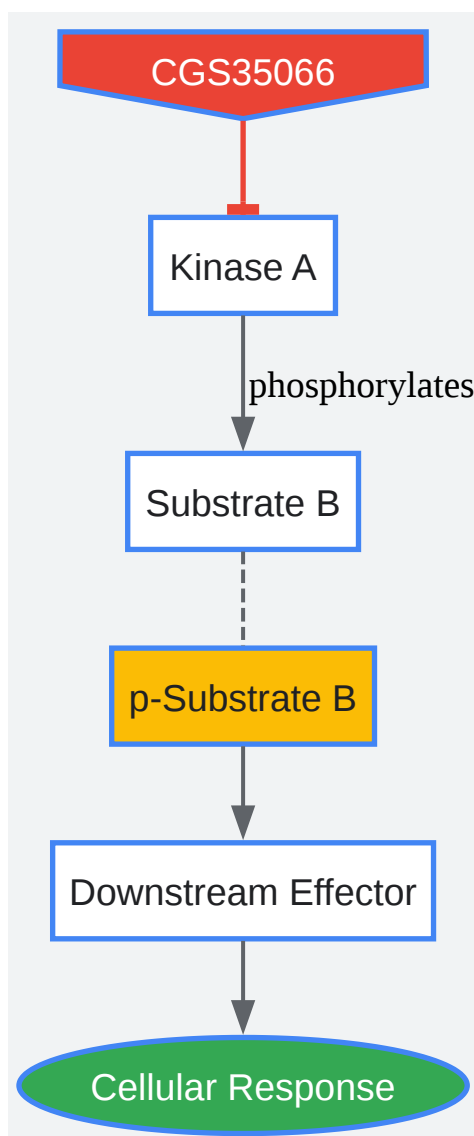 CGS35066
Kinase A
phosphorylates
Substrate B
p-Substrate B
Downstream Effector
Cellular Response